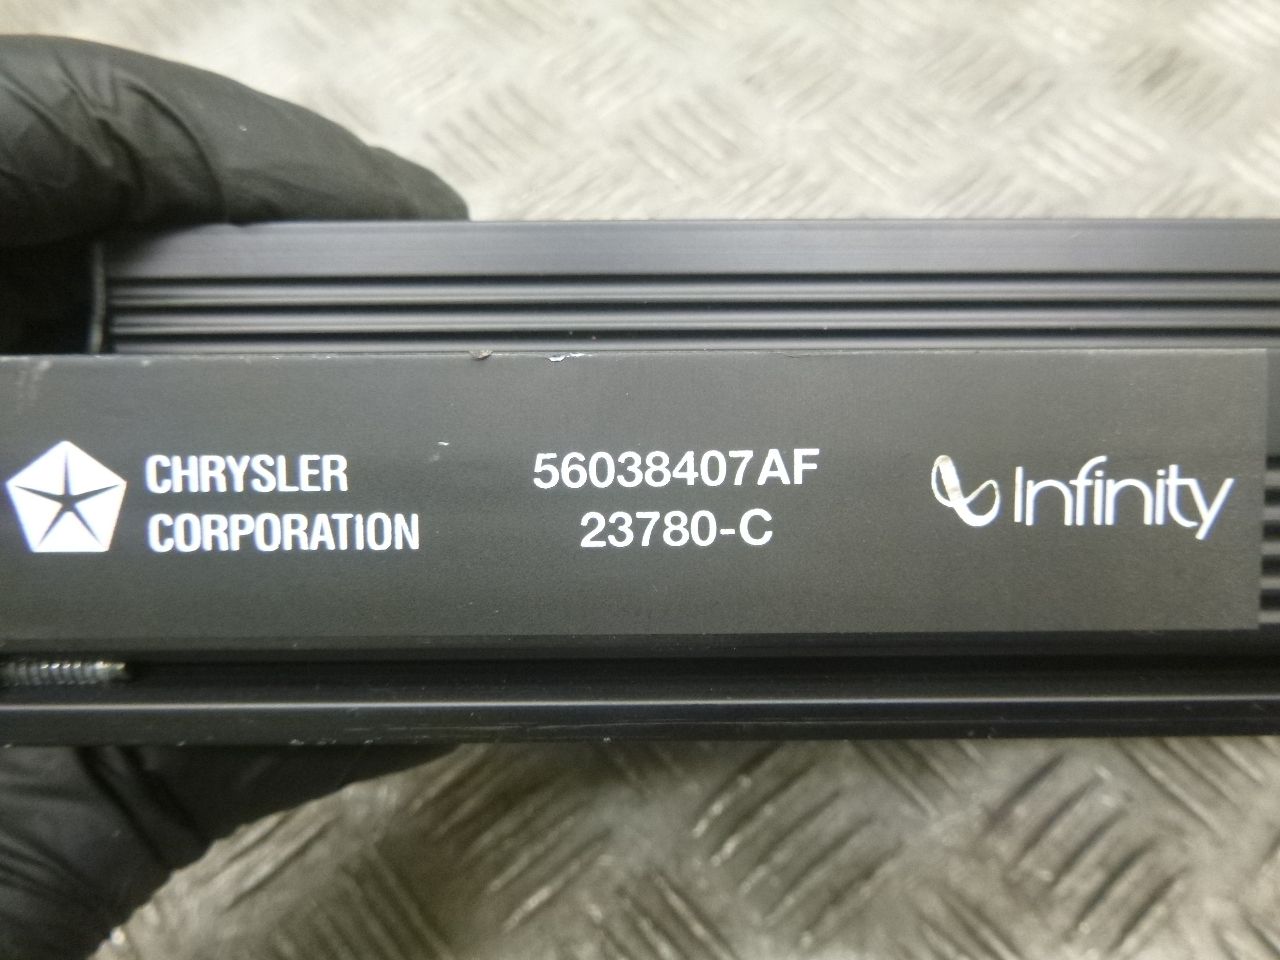 CHRYSLER
CORPORATION
56038407AF
23780-C
Infinity